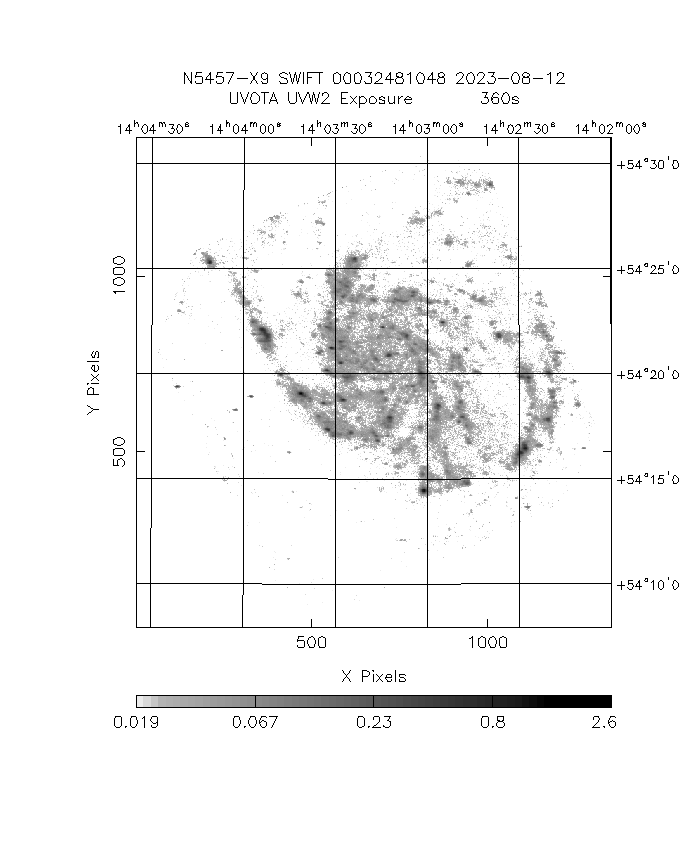 N5457-X9 SWIFT 00032481048 2023-08-12
UVOTA UVW2 Exposure 360s
14ʰ04ᵐ30ˢ 14ʰ04ᵐ00ˢ 14ʰ03ᵐ30ˢ 14ʰ03ᵐ00ˢ 14ʰ02ᵐ30ˢ 14ʰ02ᵐ00ˢ
+54°30'0
+54°25'0
+54°20'0
+54°15'0
+54°10'0
1000
500
Y Pixels
500 1000
X Pixels
0.019 0.067 0.23 0.8 2.6